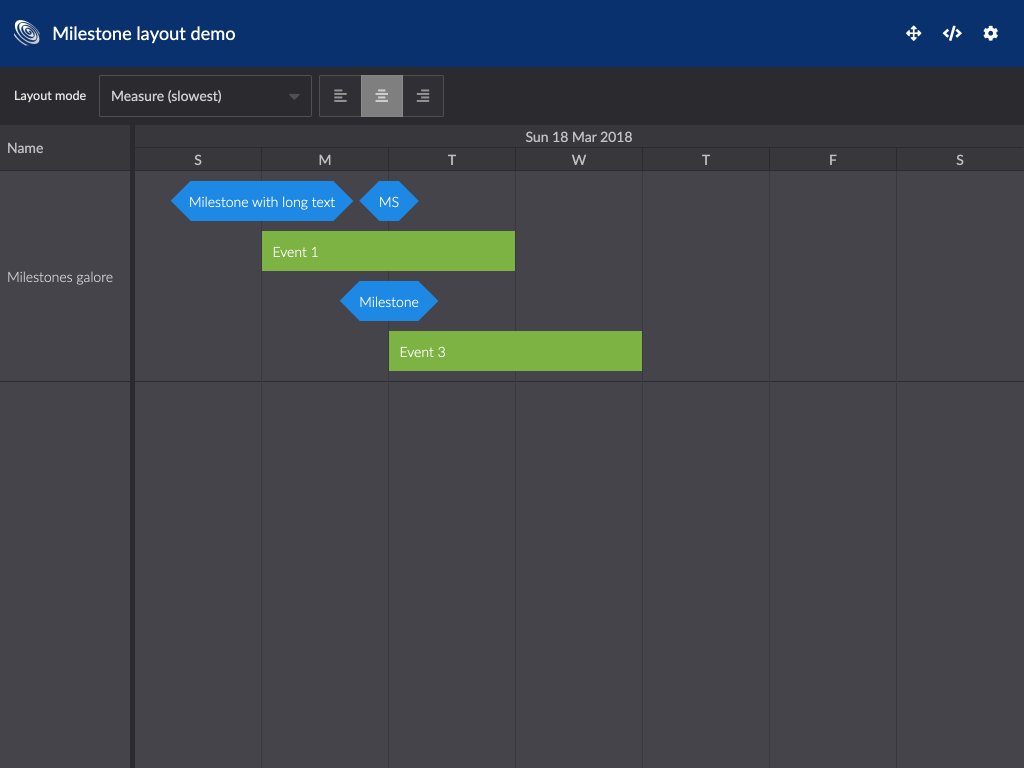 Milestone layout demo
Layout mode
Measure (slowest)
Name
Sun 18 Mar 2018
S M T W T F S
Milestone with long text MS
Event 1
Milestones galore
Milestone
Event 3